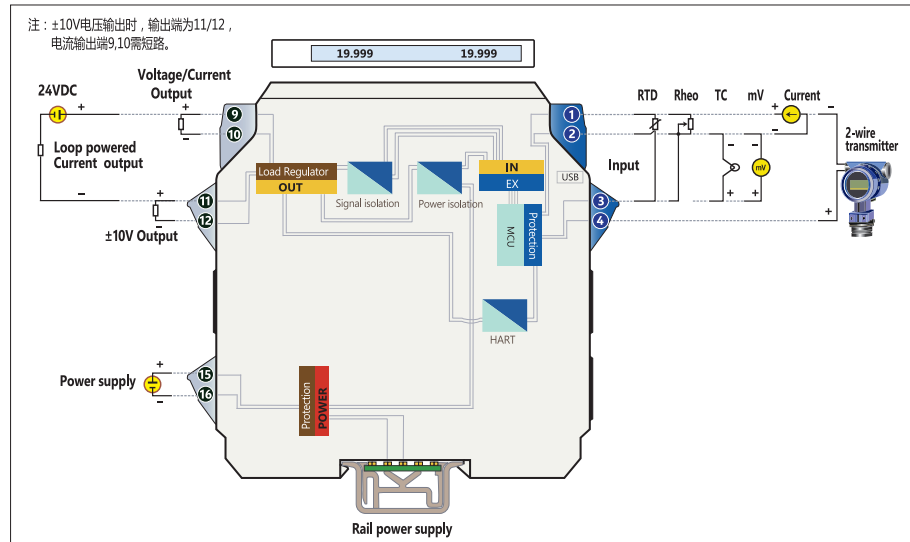 注：±10V电压输出时，输出端为11/12，
电流输出端9,10需短路。
19.999 19.999
Voltage/Current
Output
24VDC
+
+
−
Loop powered
Current output
−
+
−
±10V Output
Power supply
+
−
9
10
11
12
15
16
Load Regulator
OUT
Signal isolation
Power isolation
IN
EX
USB
MCU
Protection
HART
Protection
POWER
Rail power supply
1
2
3
4
Input
RTD Rheo TC mV
+ Current −
−
− −
mV
+ +
+
2-wire
transmitter